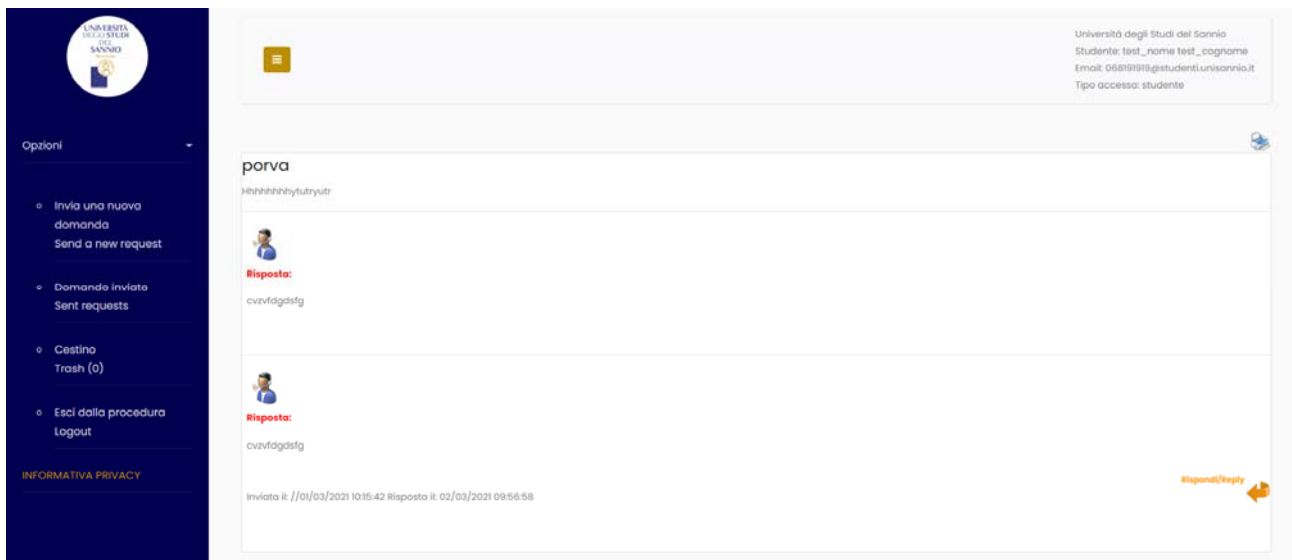 UNIVERSITÀ
DEGLI STUDI
DEL
SANNIO
Opzioni
Invia una nuova
domanda
Send a new request
Domande inviate
Sent requests
Cestino
Trash (0)
Esci dalla procedura
Logout
INFORMATIVA PRIVACY
Università degli Studi del Sannio
Studente: test_nome test_cognome
Email: 068191919@studenti.unisannio.it
Tipo accesso: studente
porva
Hhhhhhhhytutryutr
Risposta:
cvzvfdgdsfg
Risposta:
cvzvfdgdsfg
Rispondi/Reply
Inviata il: //01/03/2021 10:15:42 Risposta il: 02/03/2021 09:56:58